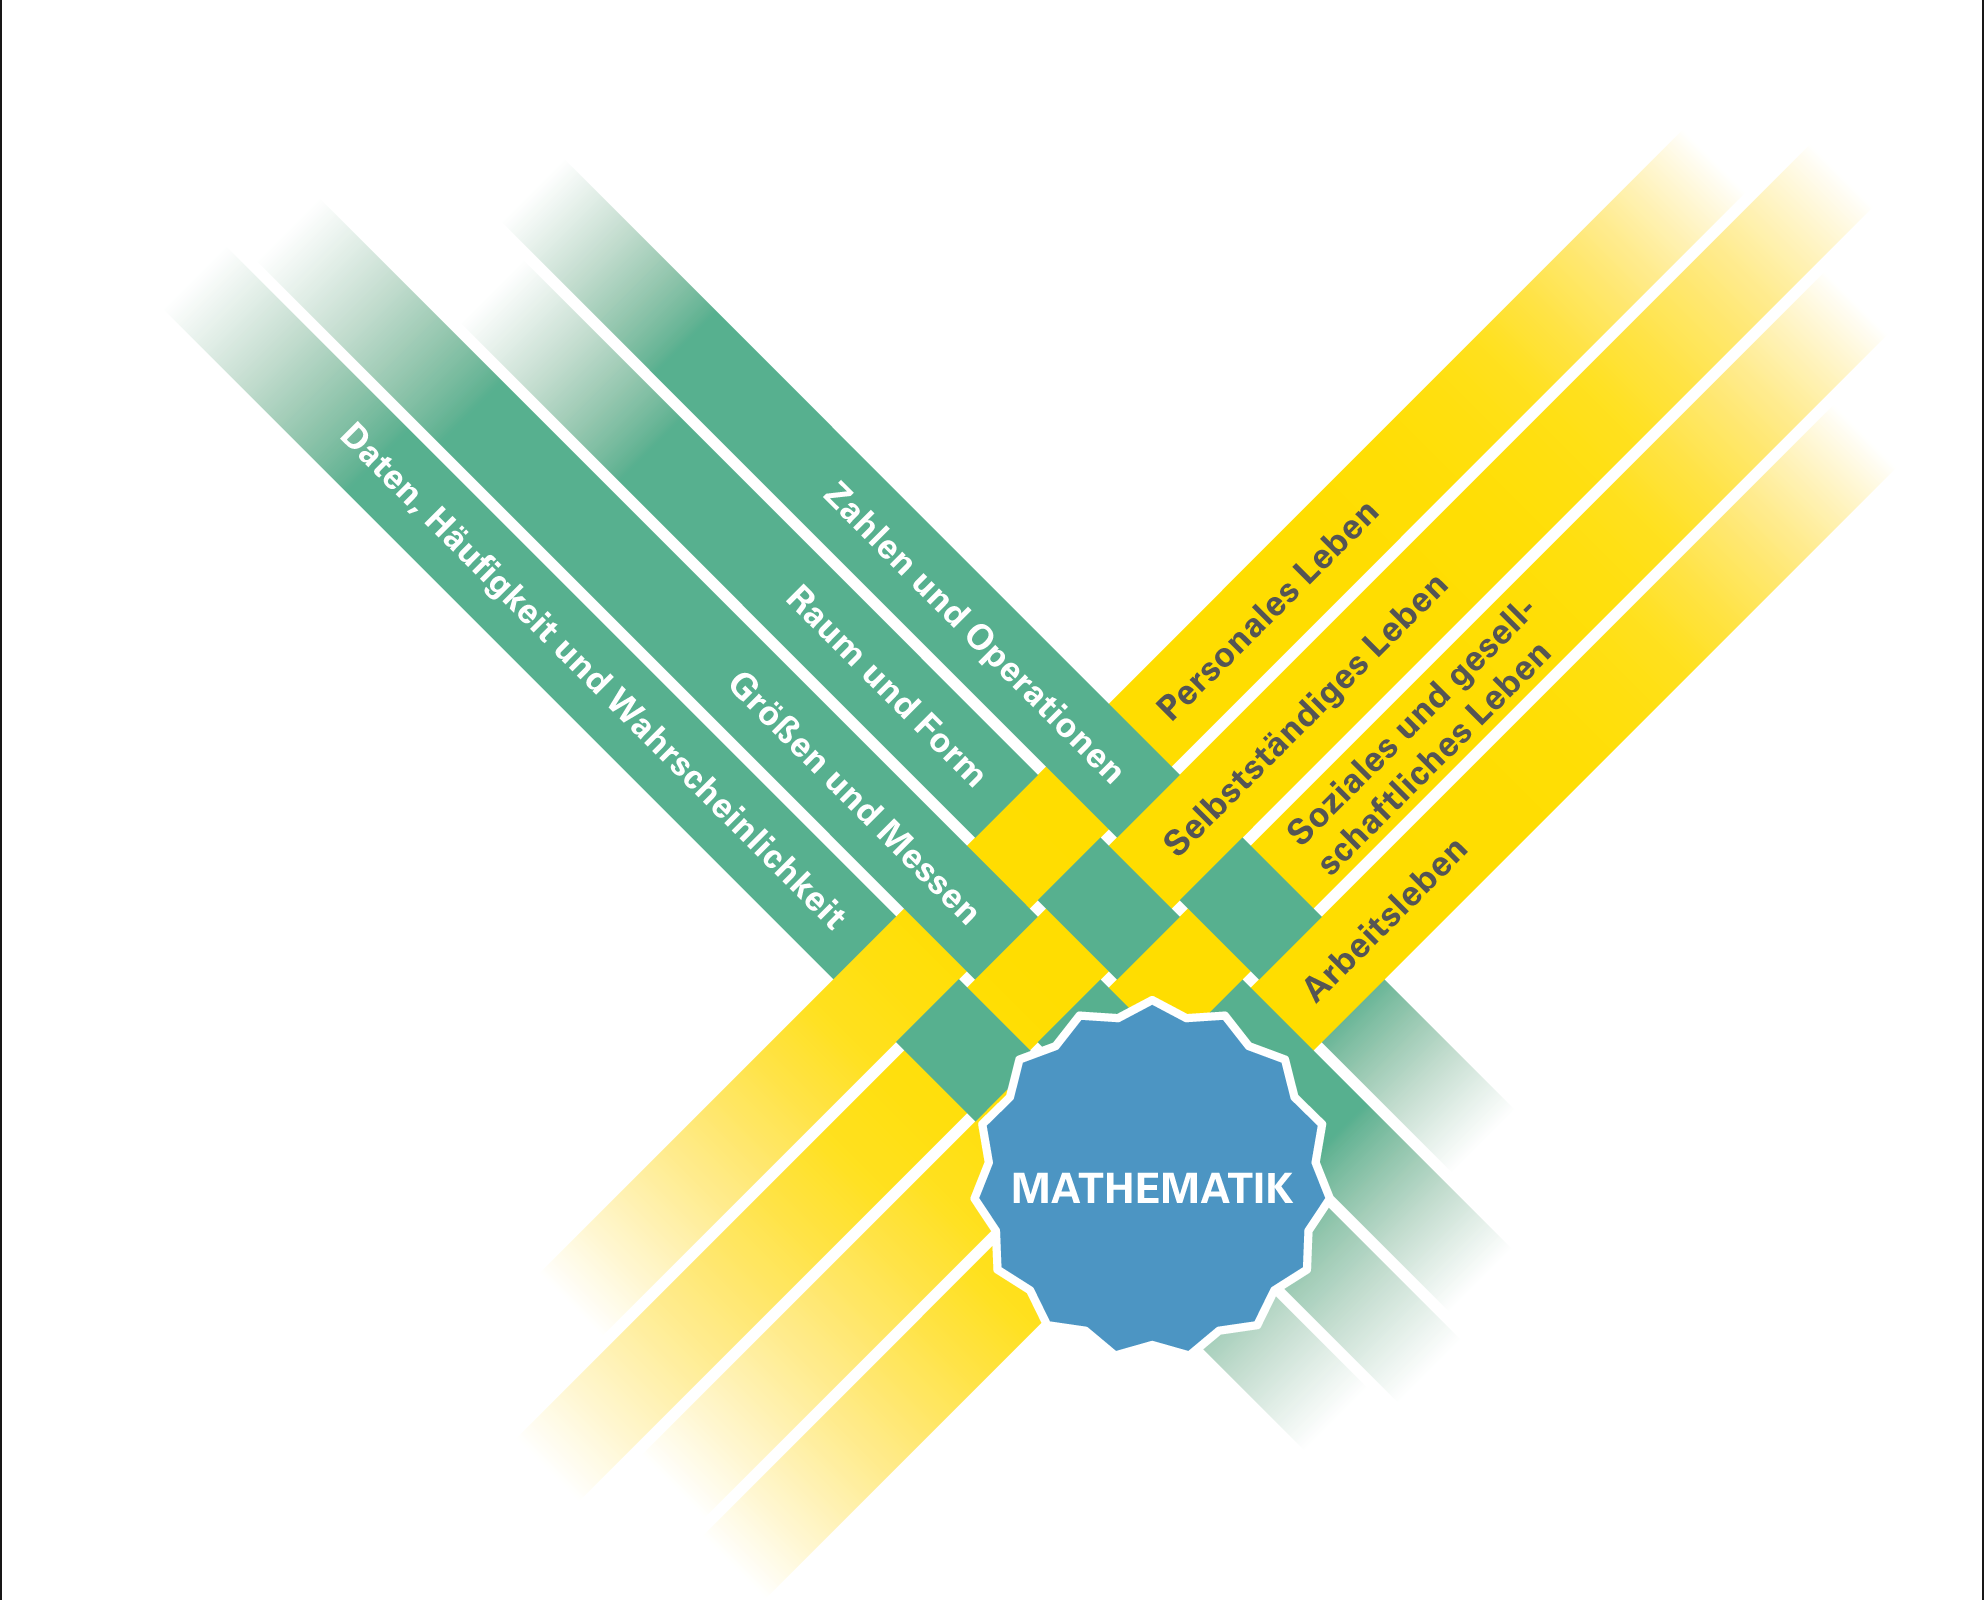 Daten, Häufigkeit und Wahrscheinlichkeit
Größen und Messen
Raum und Form
Zahlen und Operationen
Personales Leben
Selbstständiges Leben
Soziales und gesell-
schaftliches Leben
Arbeitsleben
MATHEMATIK